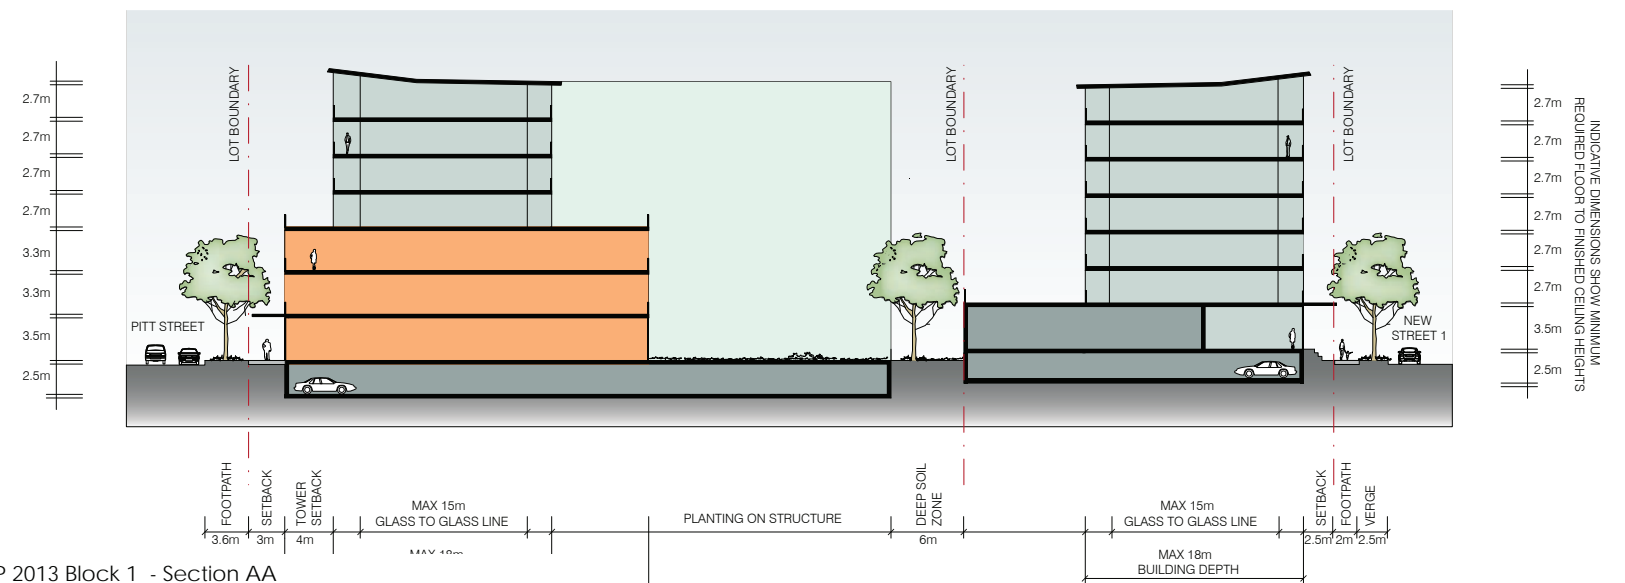 LOT BOUNDARY
LOT BOUNDARY
LOT BOUNDARY
2.7m
2.7m
2.7m
2.7m
3.3m
3.3m
3.5m
2.5m
2.7m
2.7m
2.7m
2.7m
2.7m
2.7m
3.5m
2.5m
INDICATIVE DIMENSIONS SHOW MINIMUM
REQUIRED FLOOR TO FINISHED CEILING HEIGHTS
PITT STREET
NEW
STREET 1
FOOTPATH
SETBACK
TOWER
SETBACK
MAX 15m
GLASS TO GLASS LINE
PLANTING ON STRUCTURE
DEEP SOIL
ZONE
MAX 15m
GLASS TO GLASS LINE
SETBACK
FOOTPATH
VERGE
3.6m
3m
4m
6m
2.5m
2m
2.5m
MAX 18m
MAX 18m
BUILDING DEPTH
P 2013 Block 1 - Section AA